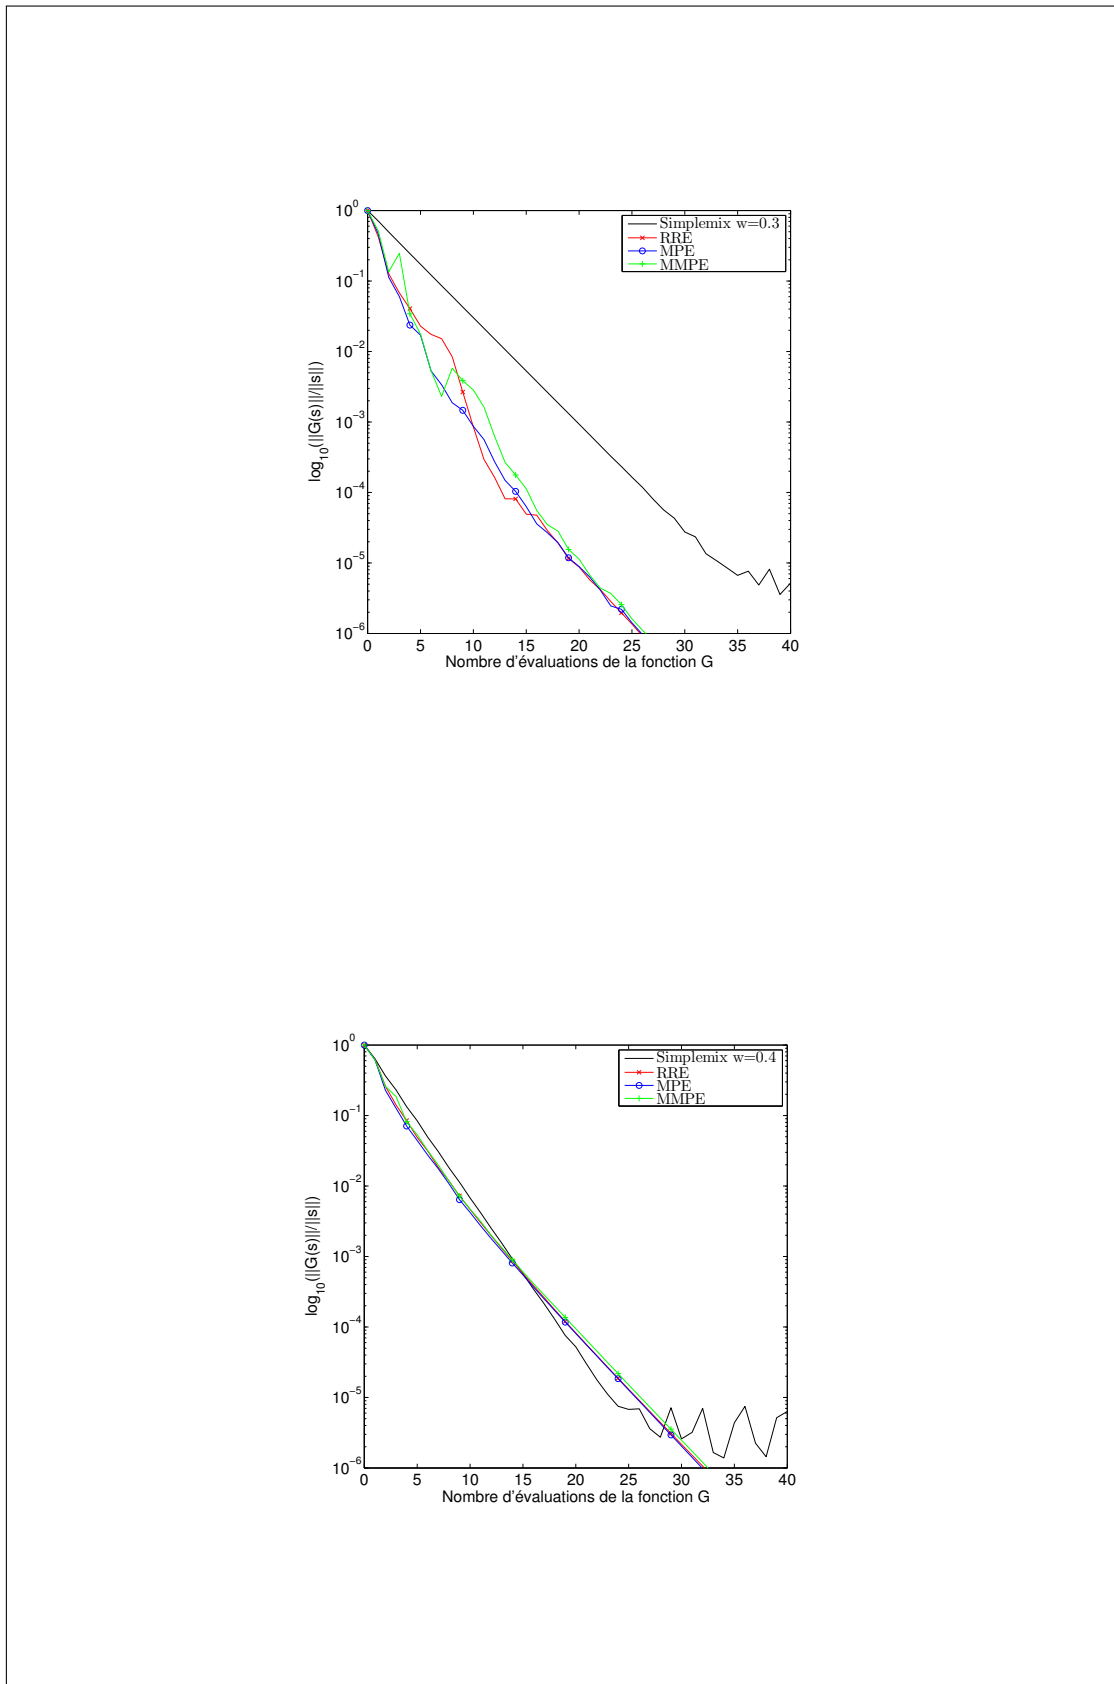 10^0
10^-1
10^-2
10^-3
10^-4
10^-5
10^-6
log_10(||G(s)||/||s||)
Simplemix w=0.3
RRE
MPE
MMPE
0 5 10 15 20 25 30 35 40
Nombre d'évaluations de la fonction G
10^0
10^-1
10^-2
10^-3
10^-4
10^-5
10^-6
log_10(||G(s)||/||s||)
Simplemix w=0.4
RRE
MPE
MMPE
0 5 10 15 20 25 30 35 40
Nombre d'évaluations de la fonction G